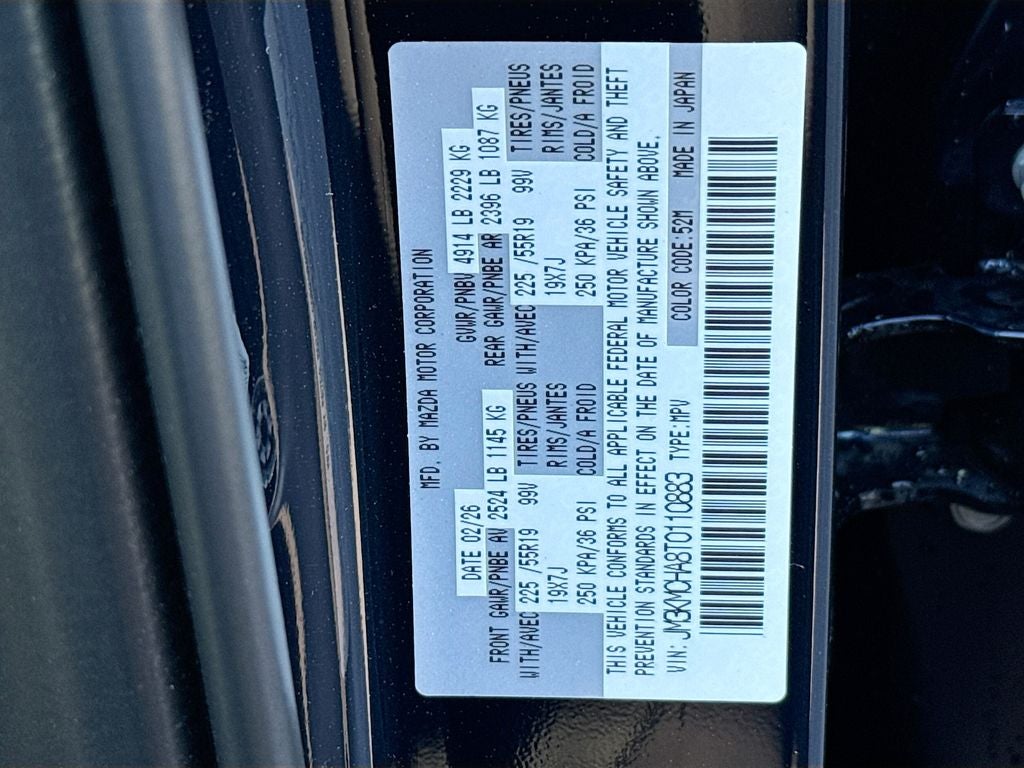 MFD. BY MAZDA MOTOR CORPORATION
DATE 02/26 GVWR/PNBV 4914 LB 2229 KG
FRONT GAWR/PNBE AV 2524 LB 1145 KG REAR GAWR/PNBE AR 2396 LB 1087 KG
WITH/AVEC 225 /55R19 99V TIRES/PNEUS WITH/AVEC 225 /55R19 99V TIRES/PNEUS
19X7J RIMS/JANTES 19X7J RIMS/JANTES
250 KPA/36 PSI COLD/A FROID 250 KPA/36 PSI COLD/A FROID
THIS VEHICLE CONFORMS TO ALL APPLICABLE FEDERAL MOTOR VEHICLE SAFETY AND THEFT
PREVENTION STANDARDS IN EFFECT ON THE DATE OF MANUFACTURE SHOWN ABOVE.
VIN: JM3KMCHA8T0110883 TYPE:MPV COLOR CODE:52M MADE IN JAPAN